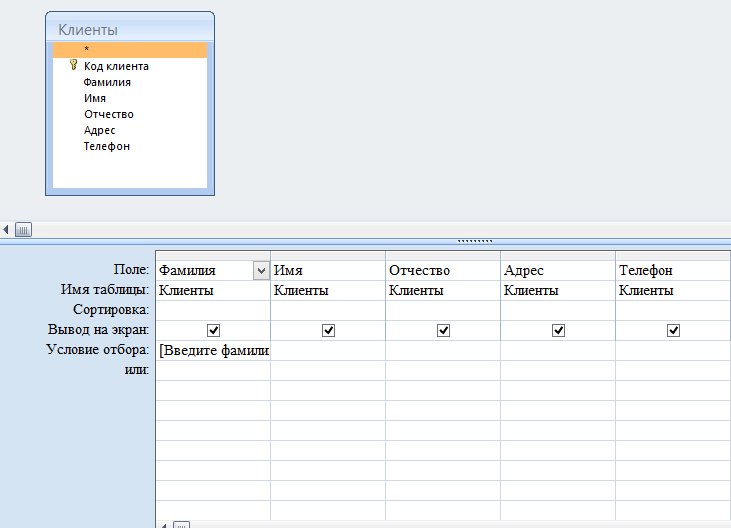 Клиенты
*
Код клиента
Фамилия
Имя
Отчество
Адрес
Телефон
Поле: Фамилия Имя Отчество Адрес Телефон
Имя таблицы: Клиенты Клиенты Клиенты Клиенты Клиенты
Сортировка:
Вывод на экран:
Условие отбора: [Введите фамили
или: